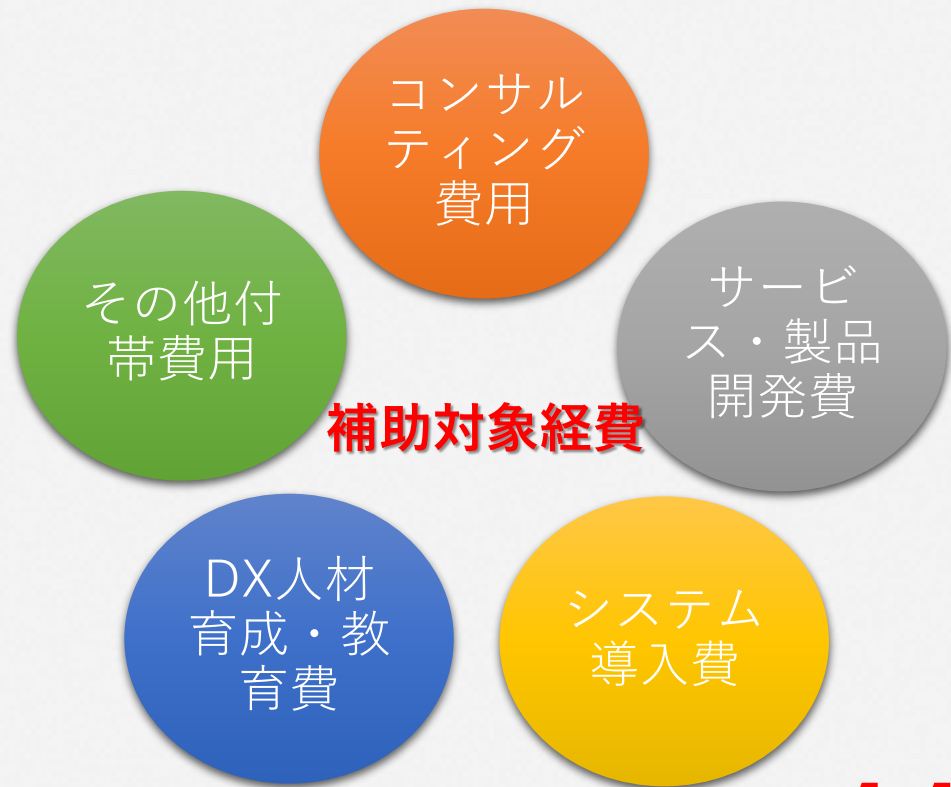 コンサル
ティング
費用
その他付
帯費用
サービ
ス・製品
開発費
補助対象経費
DX人材
育成・教
育費
システム
導入費